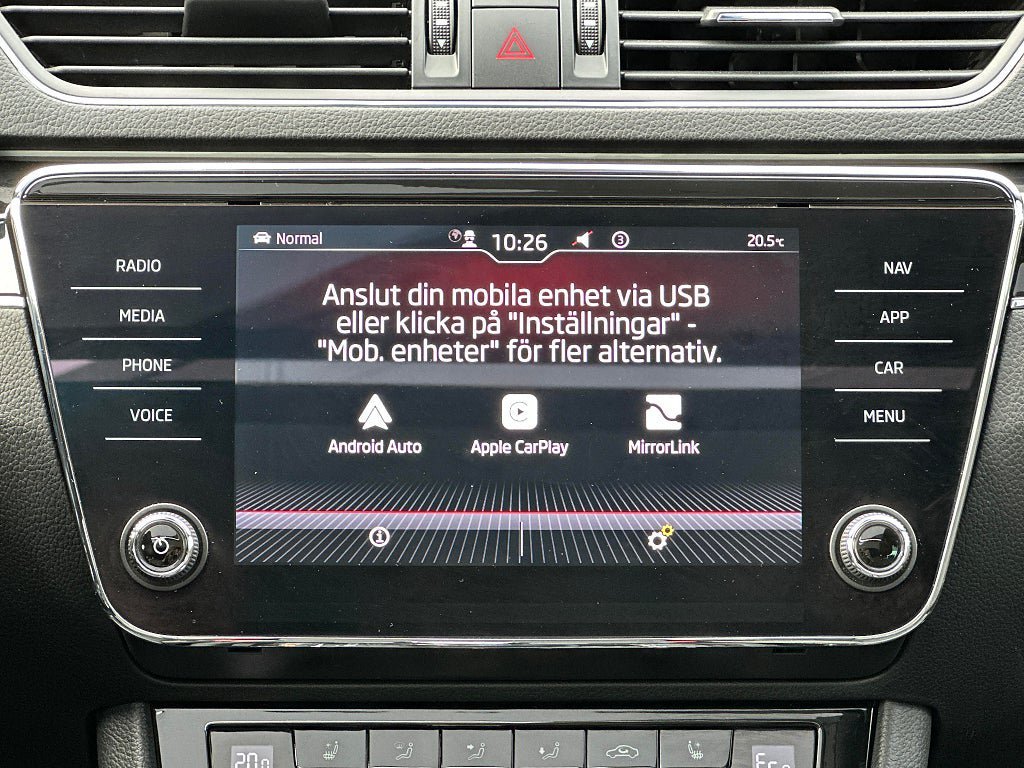 Normal
10:26
3
20.5°c
Anslut din mobila enhet via USB
eller klicka på "Inställningar" -
"Mob. enheter" för fler alternativ.
Android Auto
Apple CarPlay
MirrorLink
RADIO
MEDIA
PHONE
VOICE
NAV
APP
CAR
MENU